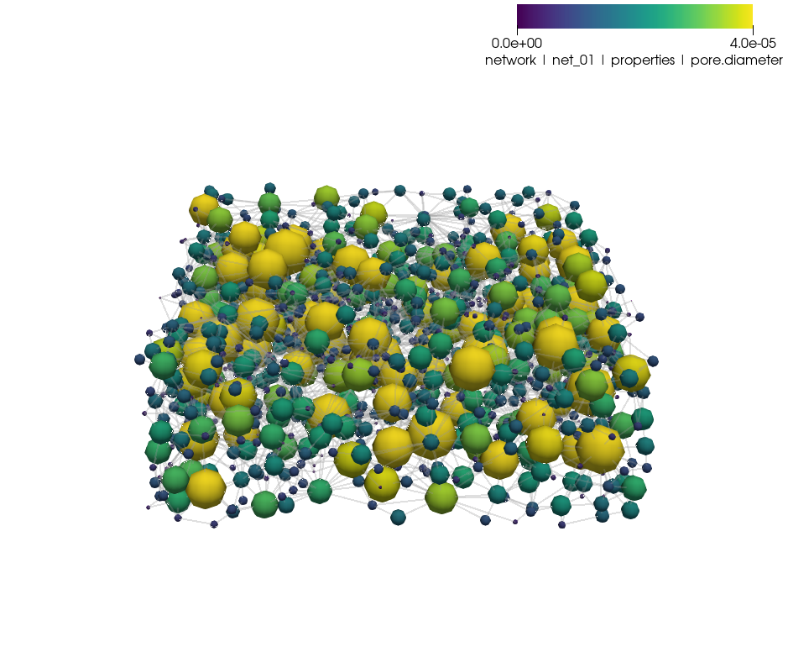 0.0e+00 4.0e-05
network | net_01 | properties | pore.diameter